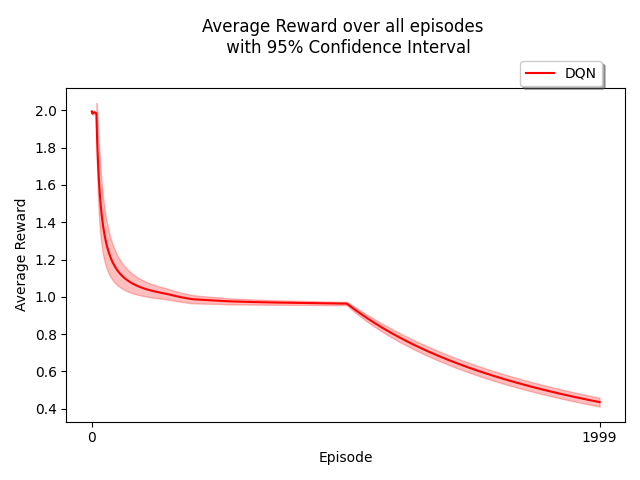 Average Reward over all episodes
with 95% Confidence Interval
DQN
2.0
1.8
1.6
1.4
1.2
1.0
0.8
0.6
0.4
Average Reward
0
1999
Episode